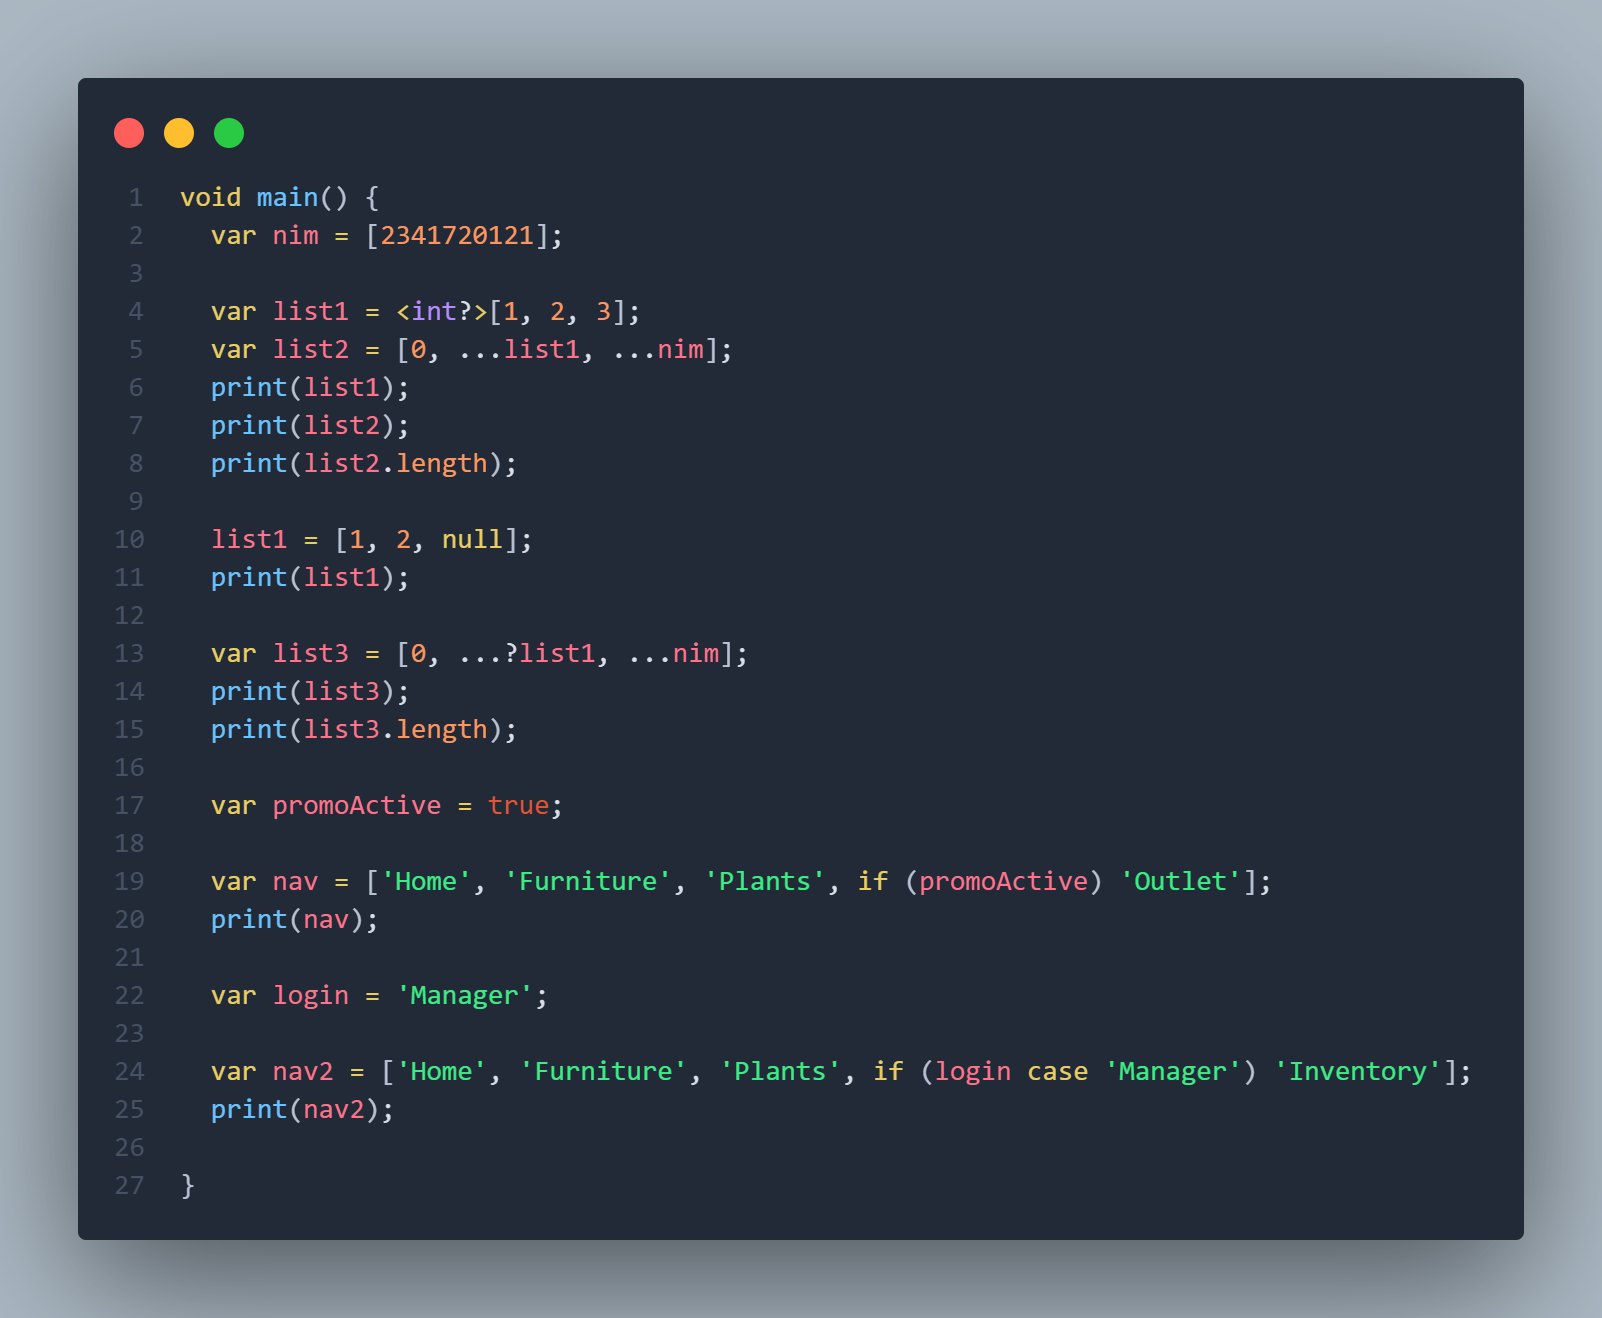 1 void main() {
2   var nim = [2341720121];
3
4   var list1 = <int?>[1, 2, 3];
5   var list2 = [0, ...list1, ...nim];
6   print(list1);
7   print(list2);
8   print(list2.length);
9
10   list1 = [1, 2, null];
11   print(list1);
12
13   var list3 = [0, ...?list1, ...nim];
14   print(list3);
15   print(list3.length);
16
17   var promoActive = true;
18
19   var nav = ['Home', 'Furniture', 'Plants', if (promoActive) 'Outlet'];
20   print(nav);
21
22   var login = 'Manager';
23
24   var nav2 = ['Home', 'Furniture', 'Plants', if (login case 'Manager') 'Inventory'];
25   print(nav2);
26
27 }